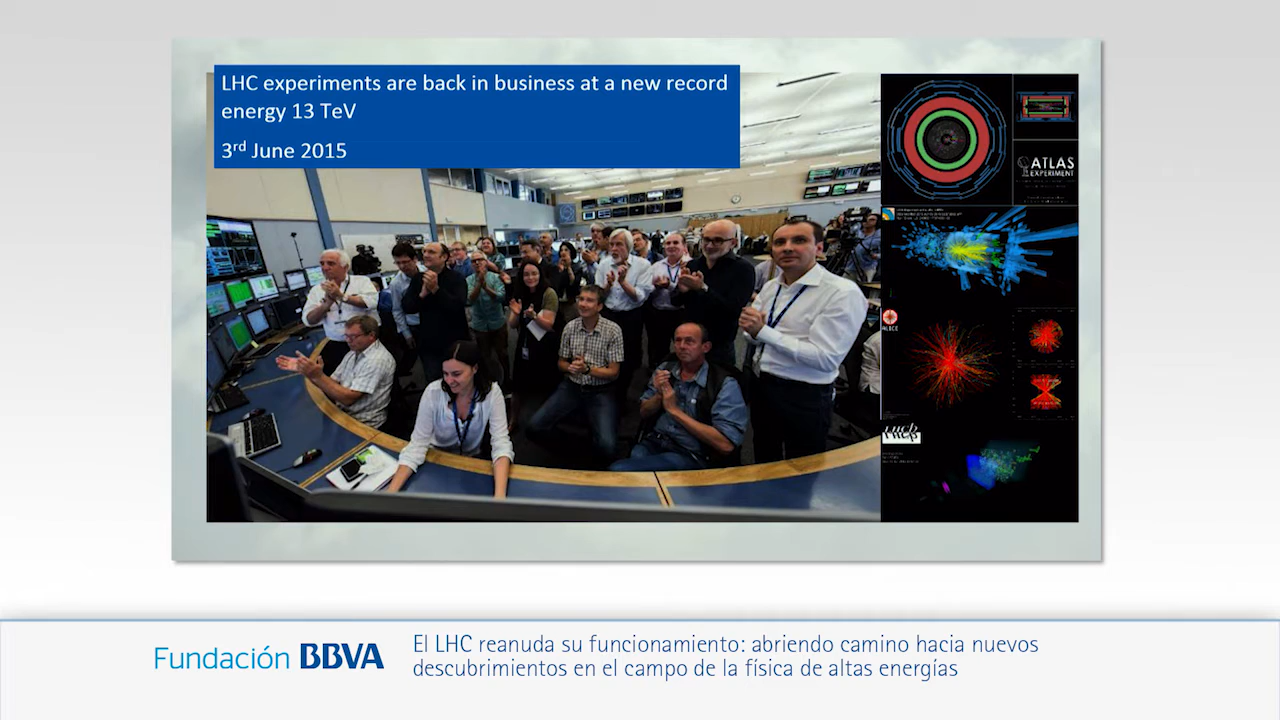 LHC experiments are back in business at a new record
energy 13 TeV
3rd June 2015
ATLAS
EXPERIMENT
ALICE
LHCb
Fundación BBVA
El LHC reanuda su funcionamiento: abriendo camino hacia nuevos
descubrimientos en el campo de la física de altas energías